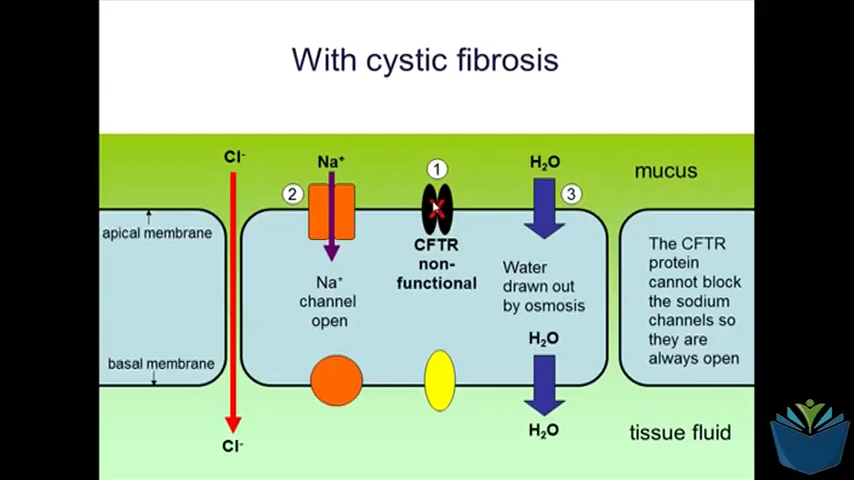 With cystic fibrosis
Cl-
Na+
1
H2O
mucus
2
3
apical membrane
CFTR
non-
functional
Na+
channel
open
Water
drawn out
by osmosis
H2O
The CFTR
protein
cannot block
the sodium
channels so
they are
always open
basal membrane
Cl-
H2O
tissue fluid